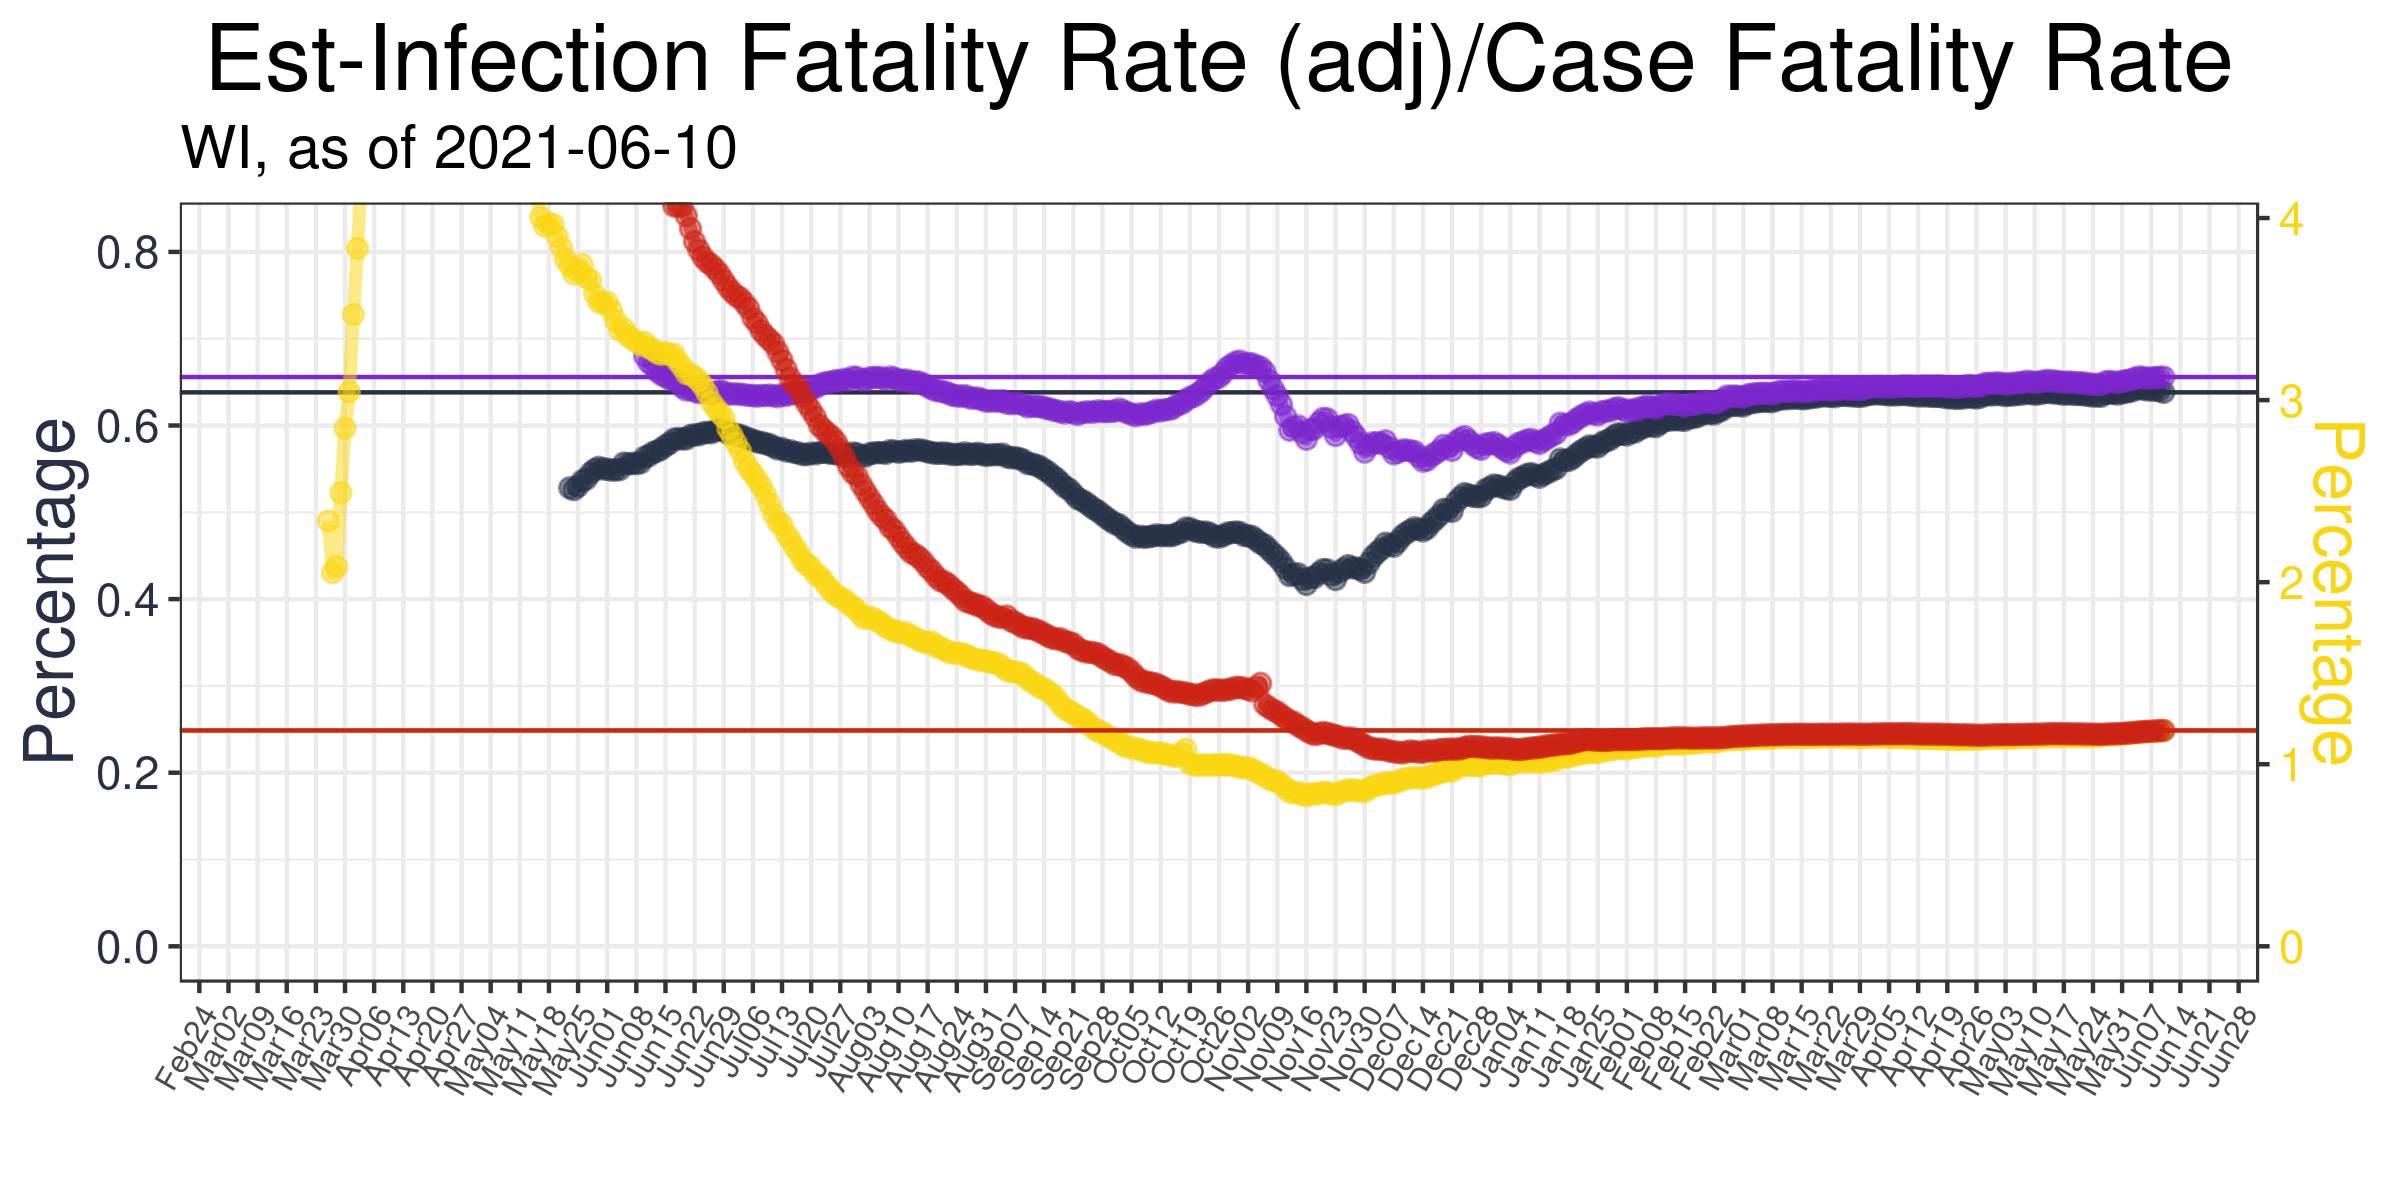 Est-Infection Fatality Rate (adj)/Case Fatality Rate
WI, as of 2021-06-10
Percentage
0.8
0.6
0.4
0.2
0.0
4
3
2
1
0
Percentage
Feb24
Mar02
Mar09
Mar16
Mar23
Mar30
Apr06
Apr13
Apr20
Apr27
May04
May11
May18
May25
Jun01
Jun08
Jun15
Jun22
Jun29
Jul06
Jul13
Jul20
Jul27
Aug03
Aug10
Aug17
Aug24
Aug31
Sep07
Sep14
Sep21
Sep28
Oct05
Oct12
Oct19
Oct26
Nov02
Nov09
Nov16
Nov23
Nov30
Dec07
Dec14
Dec21
Dec28
Jan04
Jan11
Jan18
Jan25
Feb01
Feb08
Feb15
Feb22
Mar01
Mar08
Mar15
Mar22
Mar29
Apr05
Apr12
Apr19
Apr26
May03
May10
May17
May24
May31
Jun07
Jun14
Jun21
Jun28